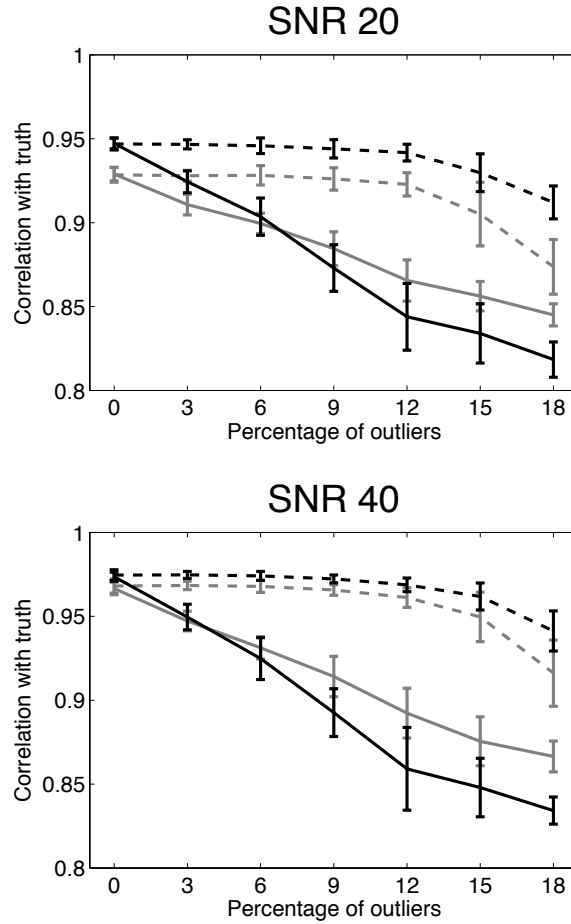 SNR 20
1
0.95
0.9
0.85
0.8
Correlation with truth
0 3 6 9 12 15 18
Percentage of outliers
SNR 40
1
0.95
0.9
0.85
0.8
Correlation with truth
0 3 6 9 12 15 18
Percentage of outliers